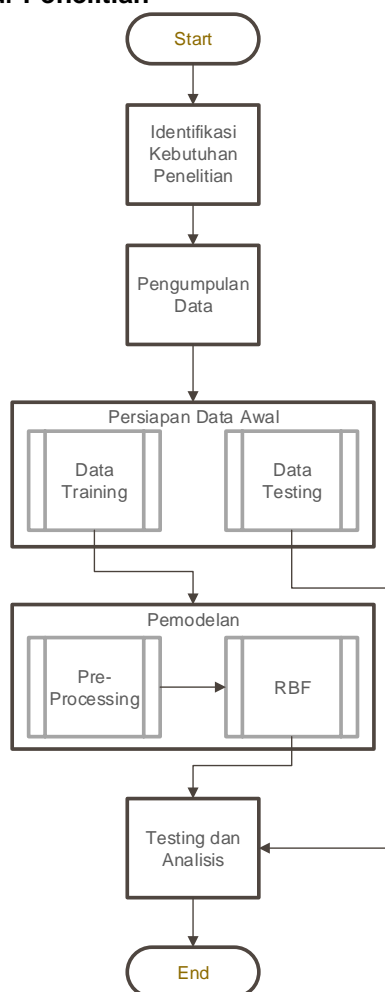 Penelitian
Start
Identifikasi
Kebutuhan
Penelitian
Pengumpulan
Data
Persiapan Data Awal
Data
Training
Data
Testing
Pemodelan
Pre-
Processing
RBF
Testing dan
Analisis
End